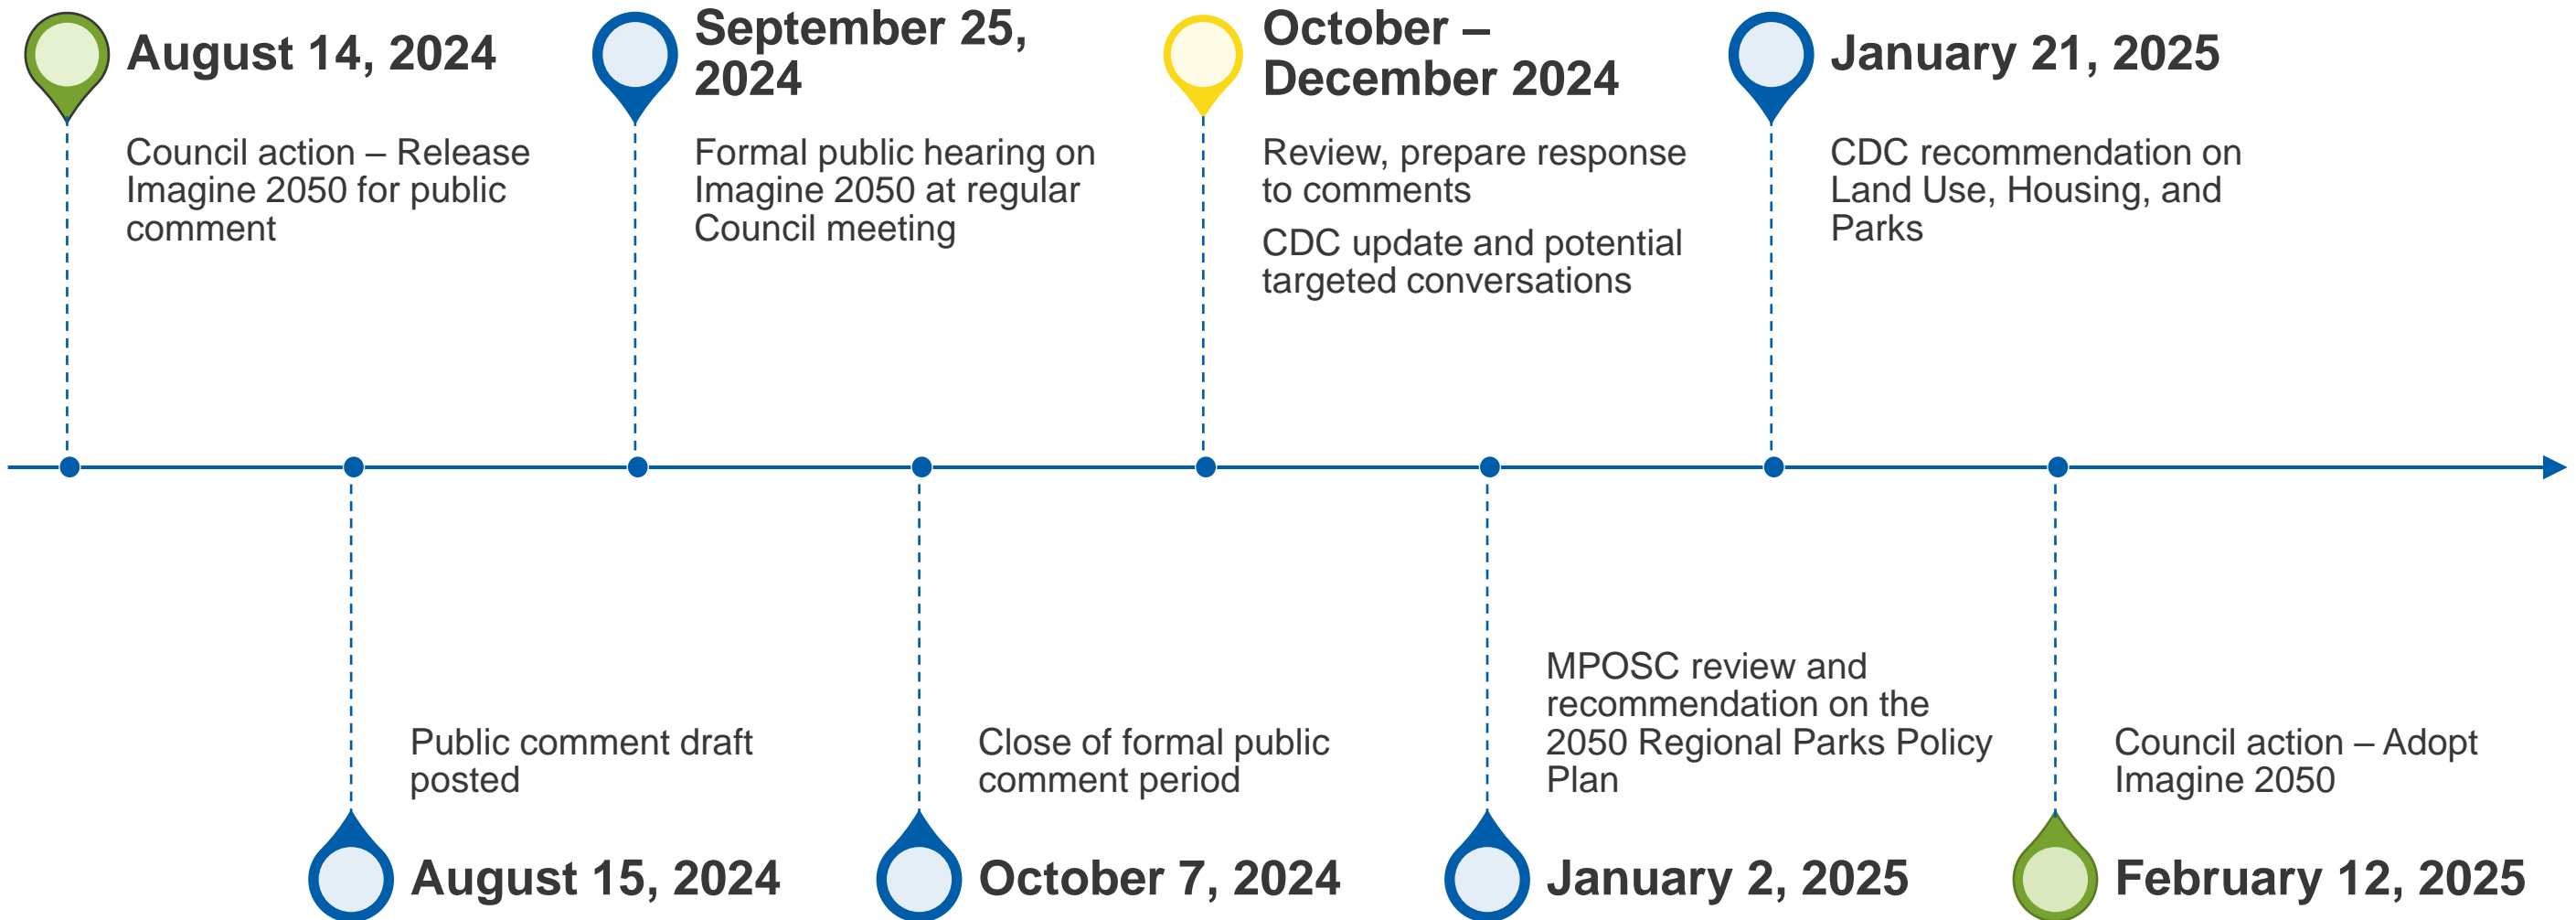 August 14, 2024
Council action – Release
Imagine 2050 for public
comment
September 25,
2024
Formal public hearing on
Imagine 2050 at regular
Council meeting
October –
December 2024
Review, prepare response
to comments
CDC update and potential
targeted conversations
January 21, 2025
CDC recommendation on
Land Use, Housing, and
Parks
Public comment draft
posted
August 15, 2024
Close of formal public
comment period
October 7, 2024
MPOSC review and
recommendation on the
2050 Regional Parks Policy
Plan
January 2, 2025
Council action – Adopt
Imagine 2050
February 12, 2025